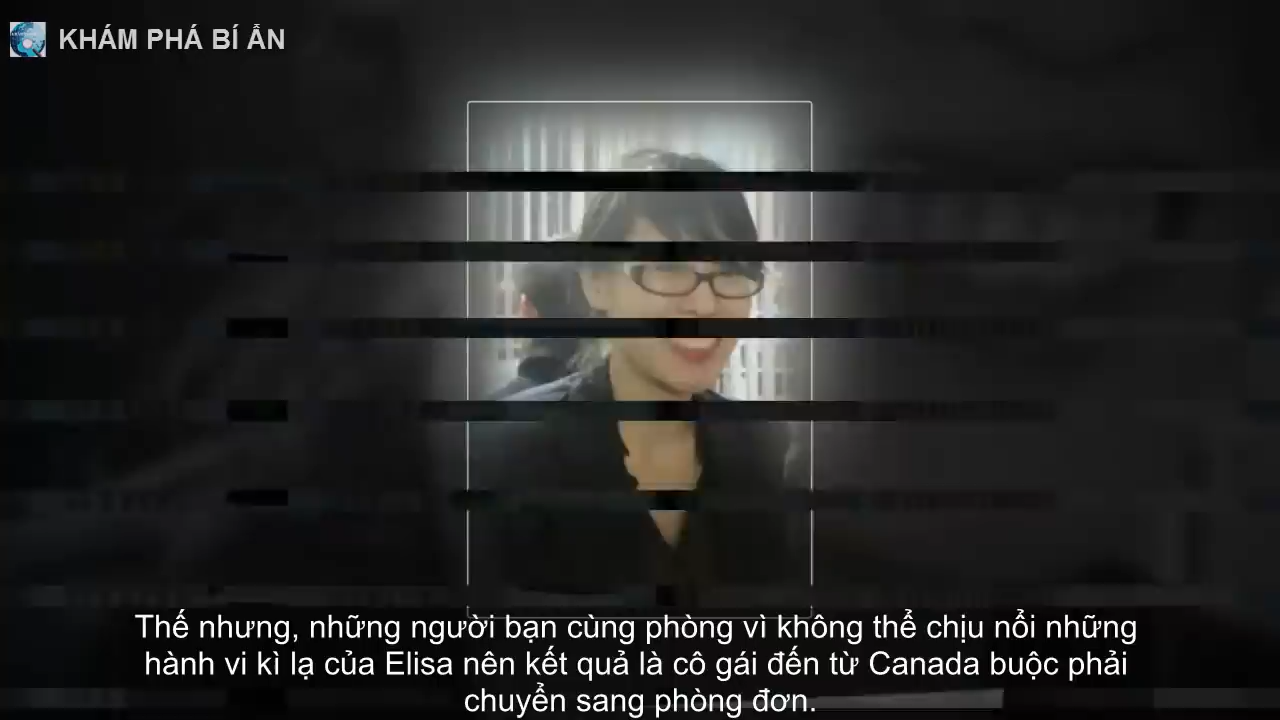 KHÁM PHÁ BÍ ẨN
Thế nhưng, những người bạn cùng phòng vì không thể chịu nổi những
hành vi kì lạ của Elisa nên kết quả là cô gái đến từ Canada buộc phải
chuyển sang phòng đơn.